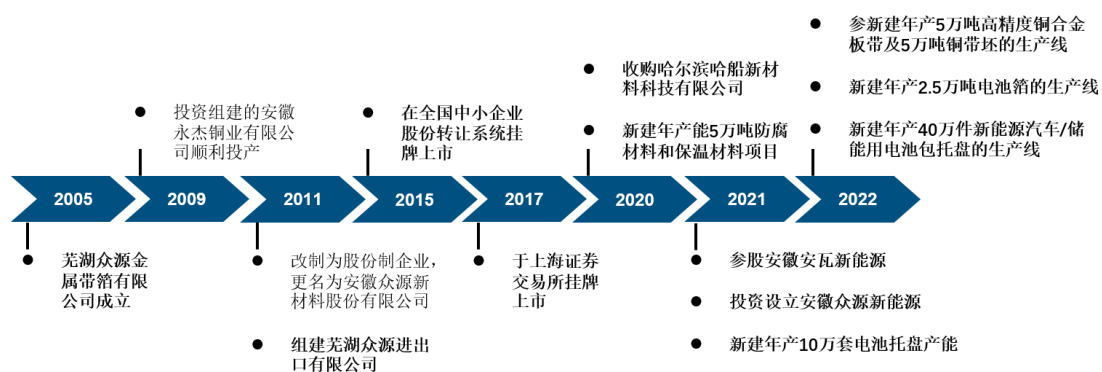 参新建年产5万吨高精度铜合金
板带及5万吨铜带坯的生产线
新建年产2.5万吨电池箔的生产线
新建年产40万件新能源汽车/储
能用电池包托盘的生产线
收购哈尔滨哈船新材
料科技有限公司
新建年产能5万吨防腐
材料和保温材料项目
在全国中小企业
股份转让系统挂
牌上市
投资组建的安徽
永杰铜业有限公
司顺利投产
2005
2009
2011
2015
2017
2020
2021
2022
芜湖众源金
属带箔有限
公司成立
改制为股份制企业，
更名为安徽众源新
材料股份有限公司
组建芜湖众源进出
口有限公司
于上海证券
交易所挂牌
上市
参股安徽安瓦新能源
投资设立安徽众源新能源
新建年产10万套电池托盘产能